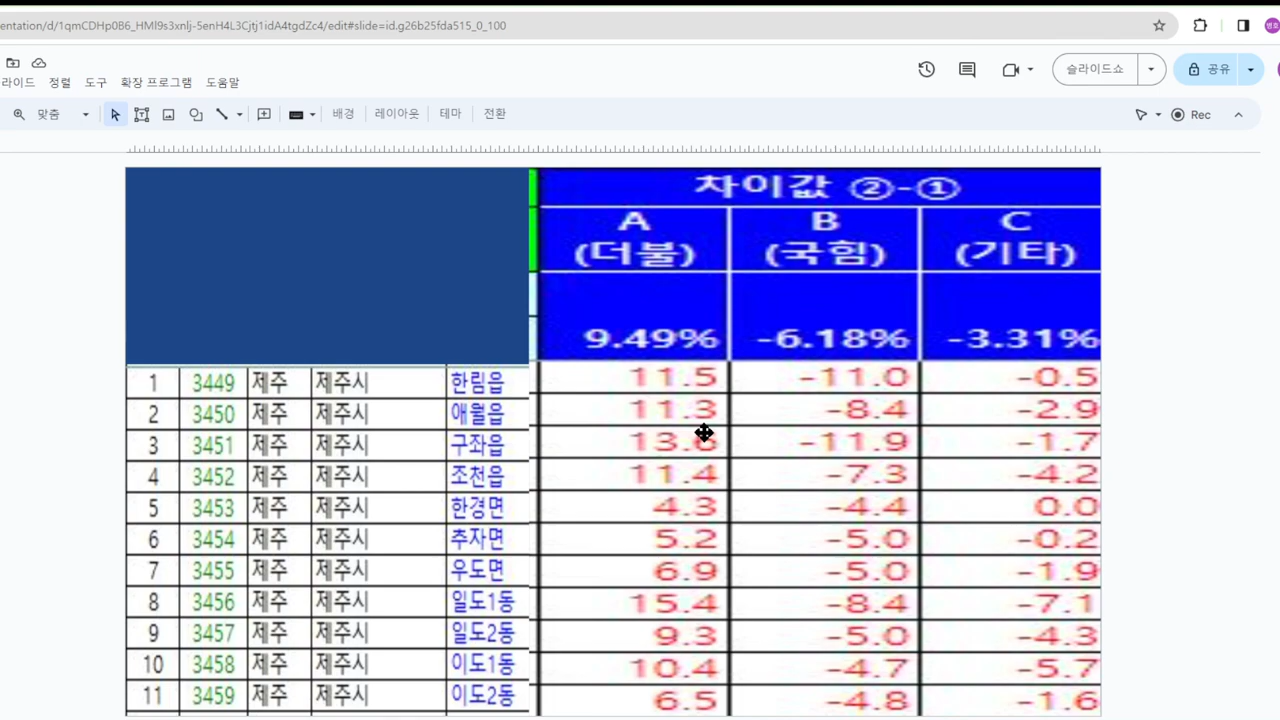 entation/d/1qmCDHp0B6_HMl9s3xnlj-5enH4L3Cjtj1idA4tgdZc4/edit#slide=id.g26b25fda515_0_100
라이드 정렬 도구 확장 프로그램 도움말
슬라이드쇼 공유
맞춤 배경 레이아웃 테마 전환 Rec
차이값 ②-①
A B C
(더불) (국힘) (기타)
9.49% -6.18% -3.31%
1 3449 제주 제주시 한림읍 11.5 -11.0 -0.5
2 3450 제주 제주시 애월읍 11.3 -8.4 -2.9
3 3451 제주 제주시 구좌읍 13.6 -11.9 -1.7
4 3452 제주 제주시 조천읍 11.4 -7.3 -4.2
5 3453 제주 제주시 한경면 4.3 -4.4 0.0
6 3454 제주 제주시 추자면 5.2 -5.0 -0.2
7 3455 제주 제주시 우도면 6.9 -5.0 -1.9
8 3456 제주 제주시 일도1동 15.4 -8.4 -7.1
9 3457 제주 제주시 일도2동 9.3 -5.0 -4.3
10 3458 제주 제주시 이도1동 10.4 -4.7 -5.7
11 3459 제주 제주시 이도2동 6.5 -4.8 -1.6